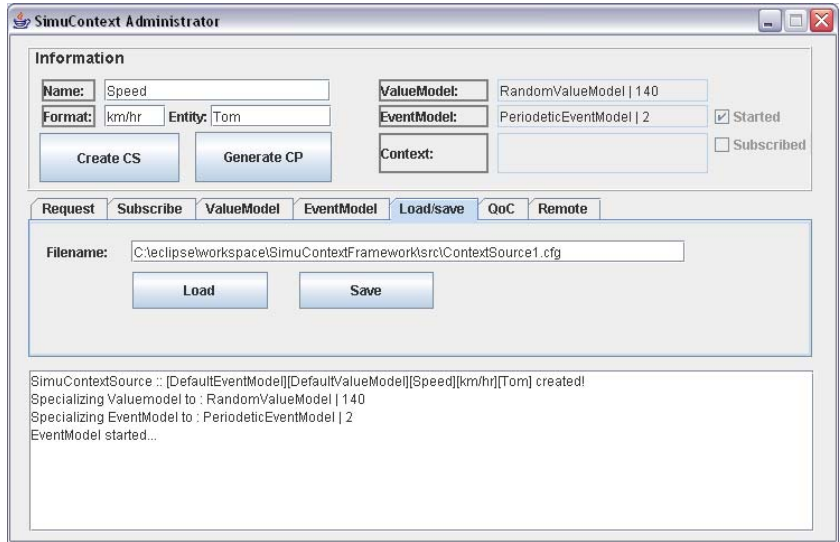 SimuContext Administrator
Information
Name: Speed ValueModel: RandomValueModel | 140
Format: km/hr Entity: Tom EventModel: PeriodeticEventModel | 2 Started
Create CS Generate CP Context: Subscribed
Request Subscribe ValueModel EventModel Load/save QoC Remote
Filename: C:\eclipse\workspace\SimuContextFramework\src\ContextSource1.cfg
Load Save
SimuContextSource :: [DefaultEventModel][DefaultValueModel][Speed][km/hr][Tom] created!
Specializing Valuemodel to : RandomValueModel | 140
Specializing EventModel to : PeriodeticEventModel | 2
EventModel started...